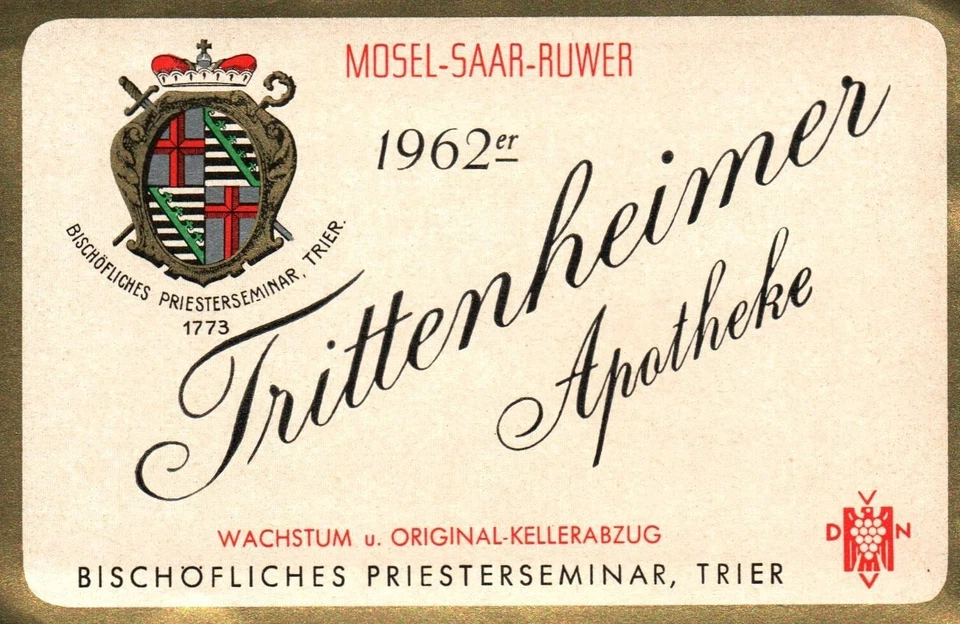 MOSEL-SAAR-RUWER
1962er
BISCHÖFLICHES PRIESTERSEMINAR, TRIER.
1773
Trittenheimer
Apotheke
WACHSTUM u. ORIGINAL-KELLERABZUG
BISCHÖFLICHES PRIESTERSEMINAR, TRIER
V
D N
M
V